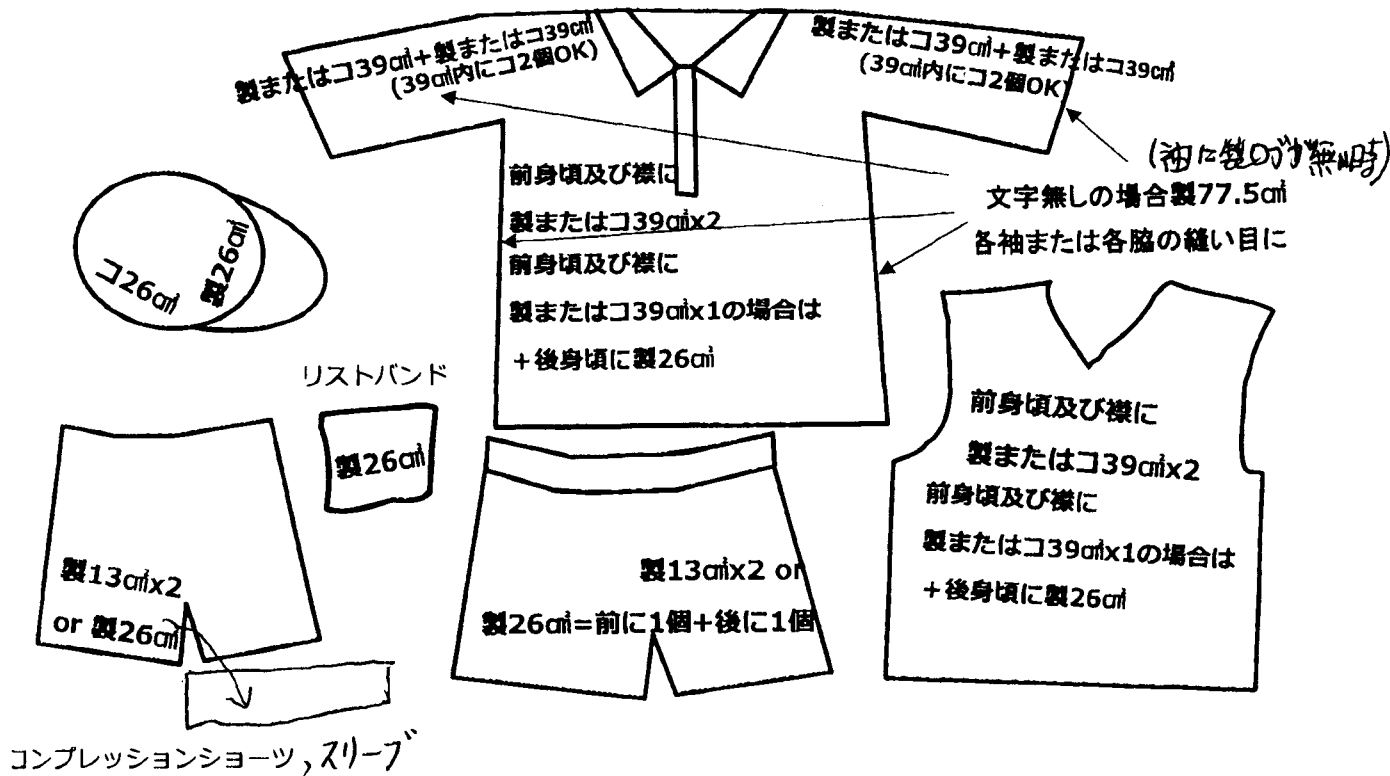 製またはコ39㎠+製またはコ39㎠
(39㎠内にコ2個OK)
製またはコ39㎠+製またはコ39㎠
(39㎠内にコ2個OK)
(袖に製ロゴが無い時)
文字無しの場合製77.5㎠
各袖または各脇の縫い目に
前身頃及び襟に
製またはコ39㎠x2
前身頃及び襟に
製またはコ39㎠x1の場合は
+後身頃に製26㎠
コ26㎠
製26㎠
リストバンド
製26㎠
前身頃及び襟に
製またはコ39㎠x2
前身頃及び襟に
製またはコ39㎠x1の場合は
+後身頃に製26㎠
製13㎠x2
or 製26㎠
製13㎠x2 or
製26㎠=前に1個+後に1個
コンプレッションショーツ,スリーブ